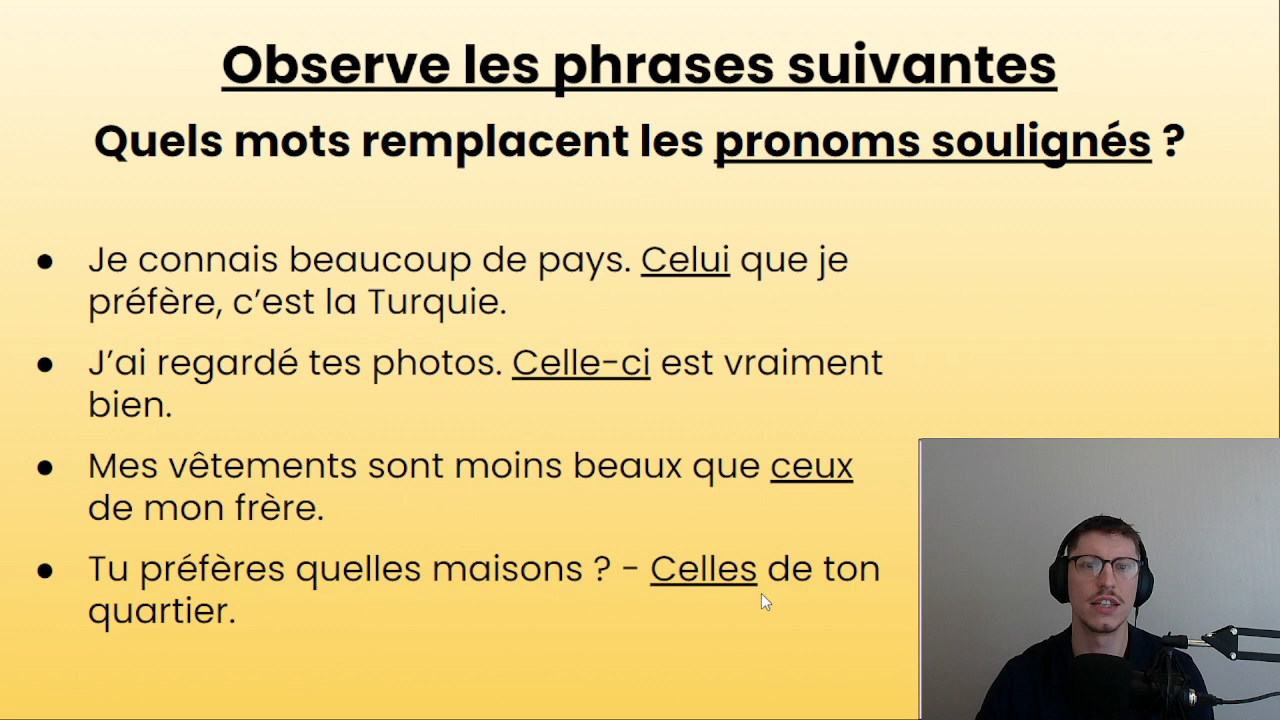 Observe les phrases suivantes
Quels mots remplacent les pronoms soulignés ?
● Je connais beaucoup de pays. Celui que je
préfère, c’est la Turquie.
● J’ai regardé tes photos. Celle-ci est vraiment
bien.
● Mes vêtements sont moins beaux que ceux
de mon frère.
● Tu préfères quelles maisons ? - Celles de ton
quartier.